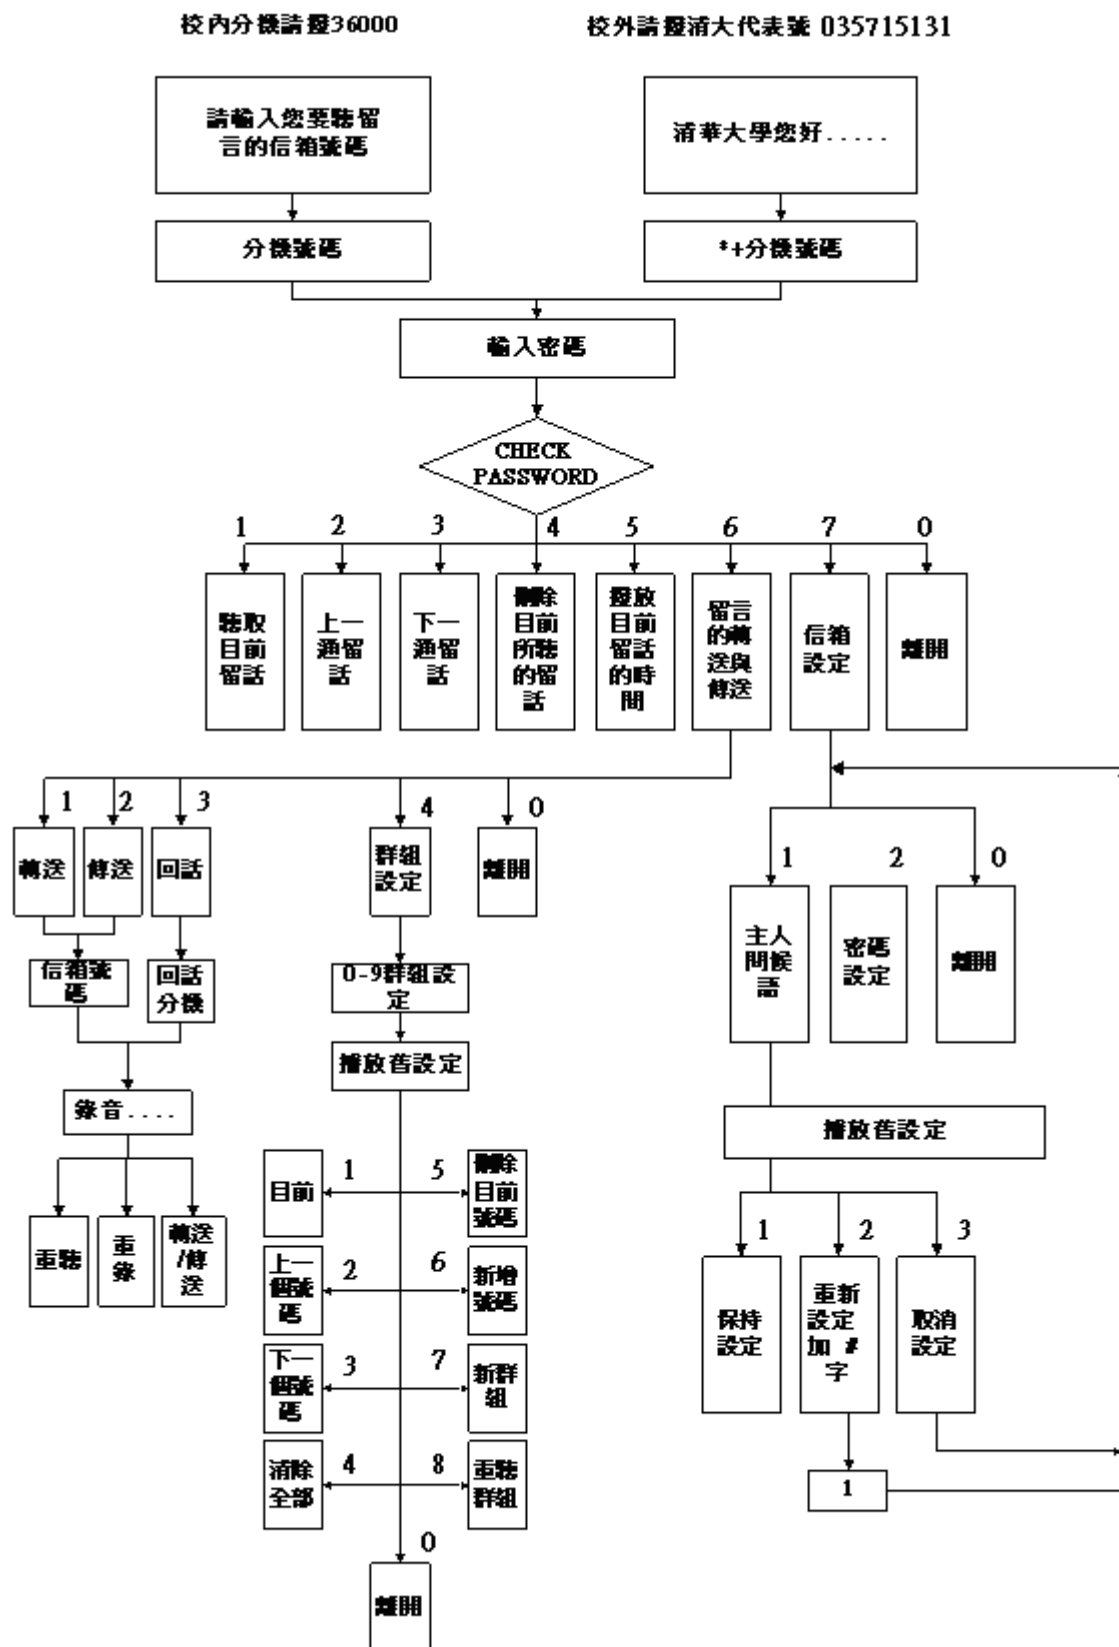 校內分機請撥36000
校外請撥清大代表號 035715131
請輸入您要聽留
言的信箱號碼
清華大學您好.....
分機號碼
*+分機號碼
輸入密碼
CHECK
PASSWORD
1
2
3
4
5
6
7
0
聽取
目前
留話
上一
通留
話
下一
通留
話
刪除
目前
所聽
的留
話
撥放
目前
留話
的時
間
留言
的轉
送與
傳送
信箱
設定
離開
1
2
3
4
0
轉送
傳送
回話
群組
設定
離開
1
2
0
主人
問候
語
密碼
設定
離開
信箱號
碼
回話
分機
0-9群組設
定
播放舊設定
錄音....
播放舊設定
重聽
重
錄
轉送
/傳
送
1
目前
5
刪除
目前
號碼
2
上一
個號
碼
6
新增
號碼
3
下一
個號
碼
7
新群
組
4
清除
全部
8
重聽
群組
0
離開
1
2
3
保持
設定
重新
設定
加 #
字
取消
設定
1